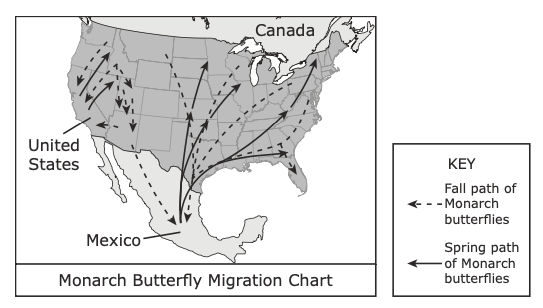 Canada
United
States
Mexico
Monarch Butterfly Migration Chart
KEY
Fall path of
Monarch
butterflies
Spring path
of Monarch
butterflies